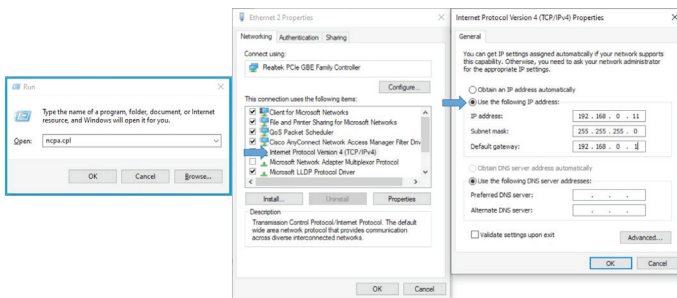 Run
Type the name of a program, folder, document, or Internet
resource, and Windows will open it for you.
Open:
ncpa.cpl
OK
Cancel
Browse...
Ethernet 2 Properties
Networking
Authentication
Sharing
Connect using:
Realtek PCIe GBE Family Controller
Configure...
This connection uses the following items:
Client for Microsoft Networks
File and Printer Sharing for Microsoft Networks
QoS Packet Scheduler
Cisco AnyConnect Network Access Manager Filter Driv
Internet Protocol Version 4 (TCP/IPv4)
Microsoft Network Adapter Multiplexor Protocol
Microsoft LLDP Protocol Driver
Install...
Uninstall
Properties
Description
Transmission Control Protocol/Internet Protocol. The default
wide area network protocol that provides communication
across diverse interconnected networks.
OK
Cancel
Internet Protocol Version 4 (TCP/IPv4) Properties
General
You can get IP settings assigned automatically if your network supports
this capability. Otherwise, you need to ask your network administrator
for the appropriate IP settings.
Obtain an IP address automatically
Use the following IP address:
IP address:
192 . 168 . 0 . 11
Subnet mask:
255 . 255 . 255 . 0
Default gateway:
192 . 168 . 0 . 1
Obtain DNS server address automatically
Use the following DNS server addresses:
Preferred DNS server:
. . .
Alternate DNS server:
. . .
Validate settings upon exit
Advanced...
OK
Cancel